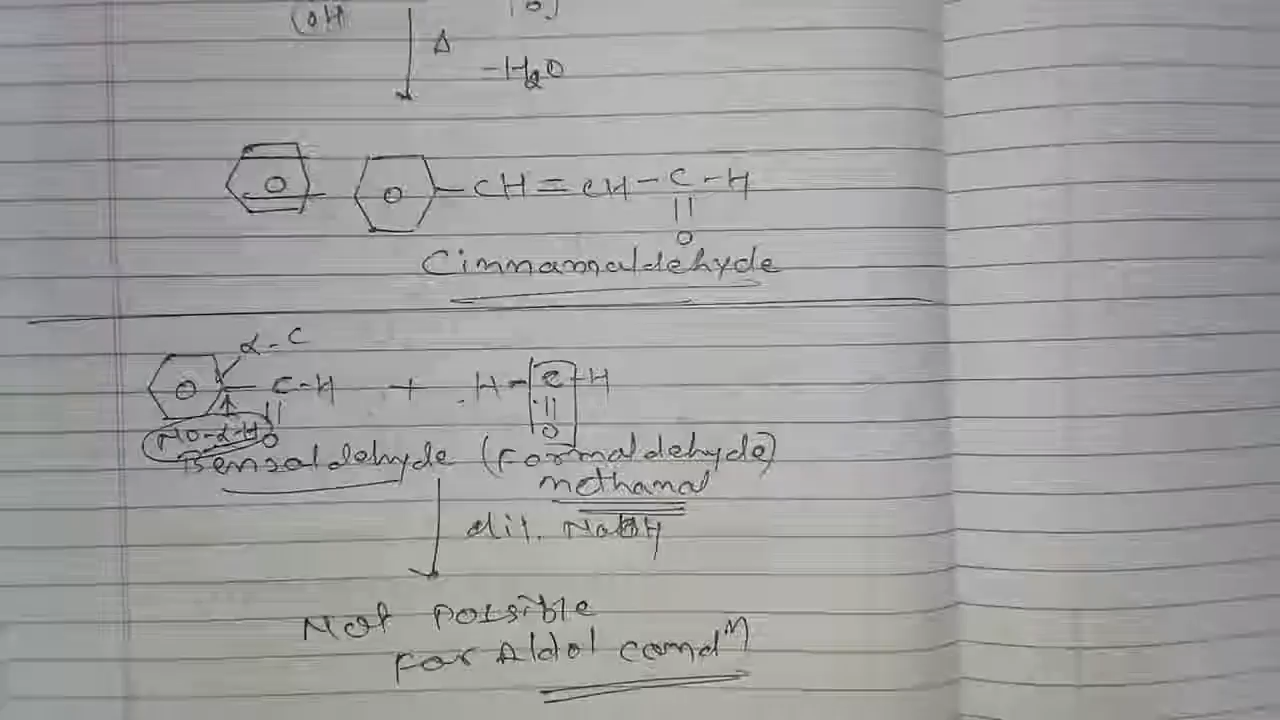 (OH
Δ
-H2O
CH = CH - C - H
||
O
Cinnamaldehyde
α-C
C-H + H-C-H
|| ||
NO-α-H O O
Benzaldehyde (Formaldehyde)
methanal
dil. NaOH
Not possible
For Aldol condⁿ